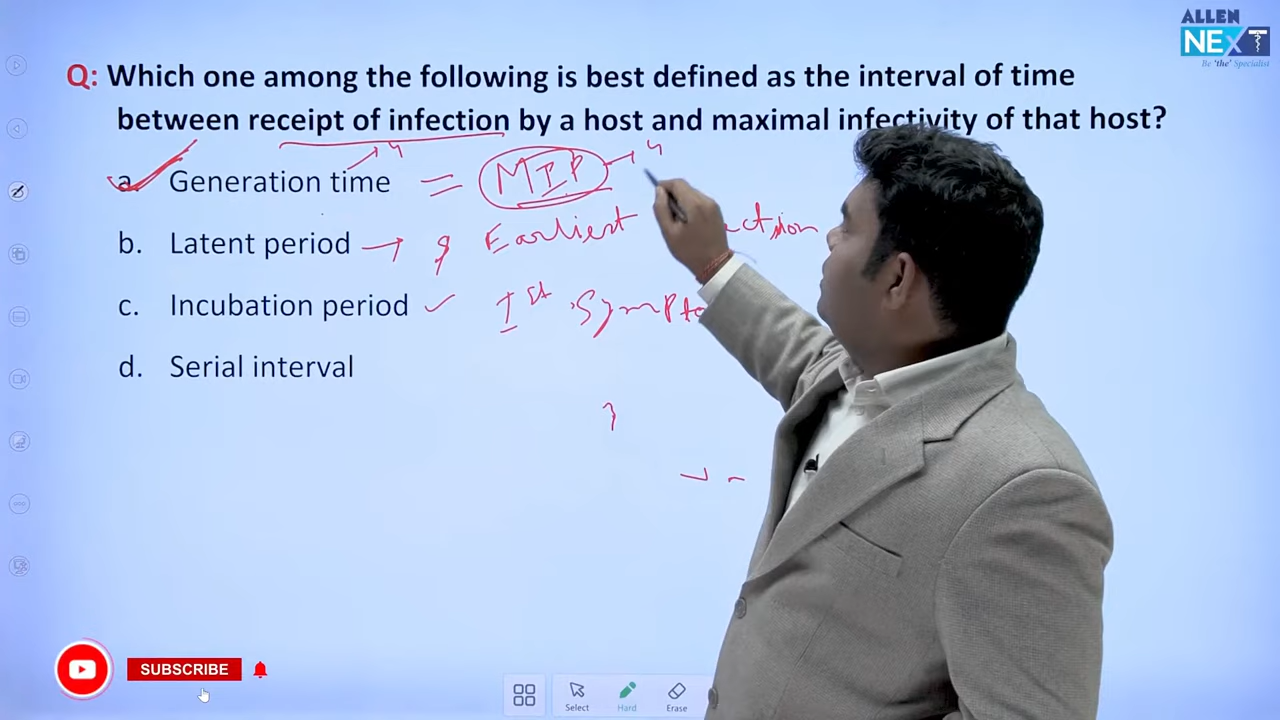 ALLEN
NEXT
Be 'the' Specialist
Q: Which one among the following is best defined as the interval of time
between receipt of infection by a host and maximal infectivity of that host?
a. Generation time = MIP
b. Latent period → Earliest
c. Incubation period ✓ Ist Sympto
d. Serial interval
SUBSCRIBE
Select
Hard
Erase